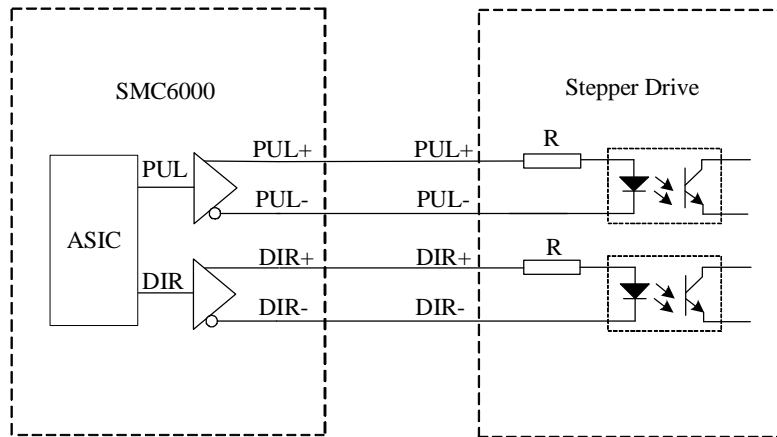 SMC6000
Stepper Drive
R
PUL
PUL+
PUL+
PUL-
PUL-
ASIC
R
DIR
DIR+
DIR+
DIR-
DIR-